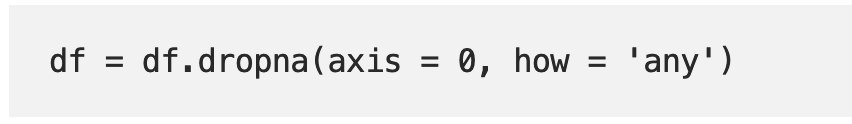 df = df.dropna(axis = 0, how = 'any')